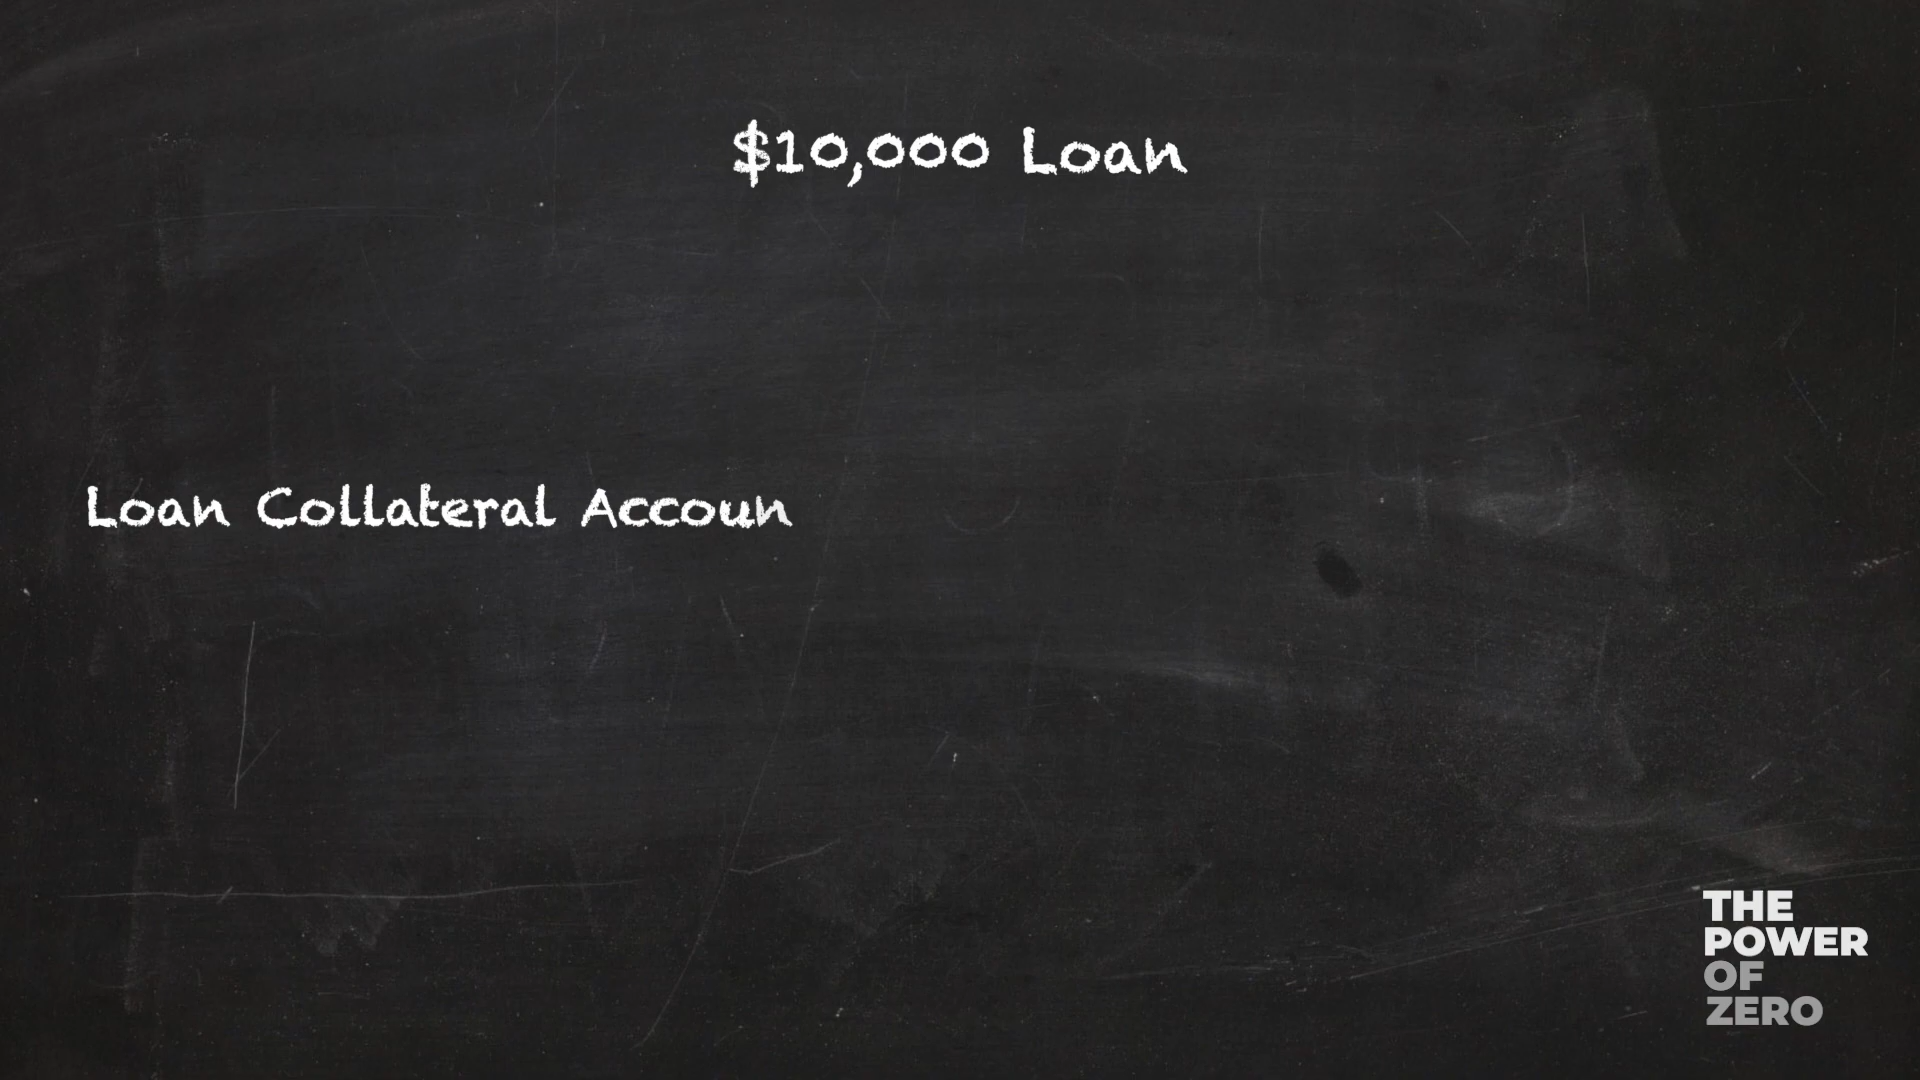 $10,000 Loan
Loan Collateral Accoun
THE
POWER
OF
ZERO